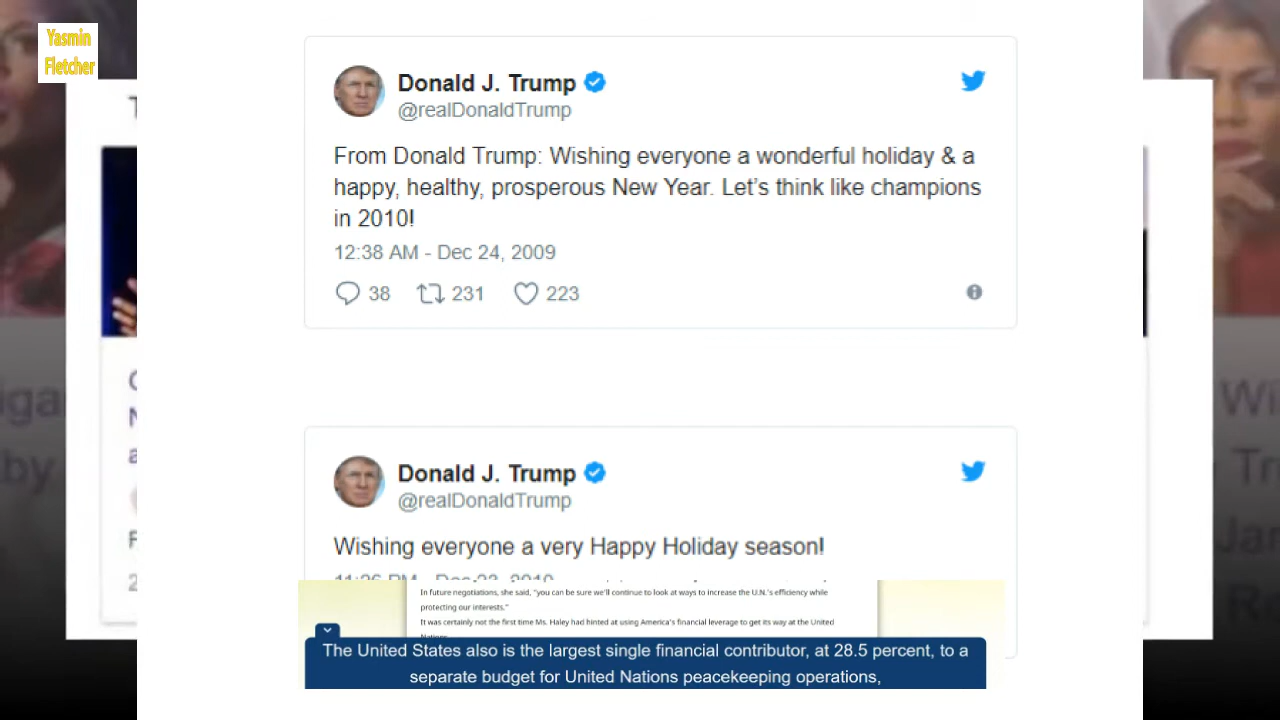 Yasmin
Fletcher
Donald J. Trump
@realDonaldTrump
From Donald Trump: Wishing everyone a wonderful holiday & a
happy, healthy, prosperous New Year. Let’s think like champions
in 2010!
12:38 AM - Dec 24, 2009
38 231 223
Donald J. Trump
@realDonaldTrump
Wishing everyone a very Happy Holiday season!
In future negotiations, she said, "you can be sure we'll continue to look at ways to increase the U.N.'s efficiency while
protecting our interests."
It was certainly not the first time Ms. Haley had hinted at using America's financial leverage to get its way at the United
The United States also is the largest single financial contributor, at 28.5 percent, to a
separate budget for United Nations peacekeeping operations,